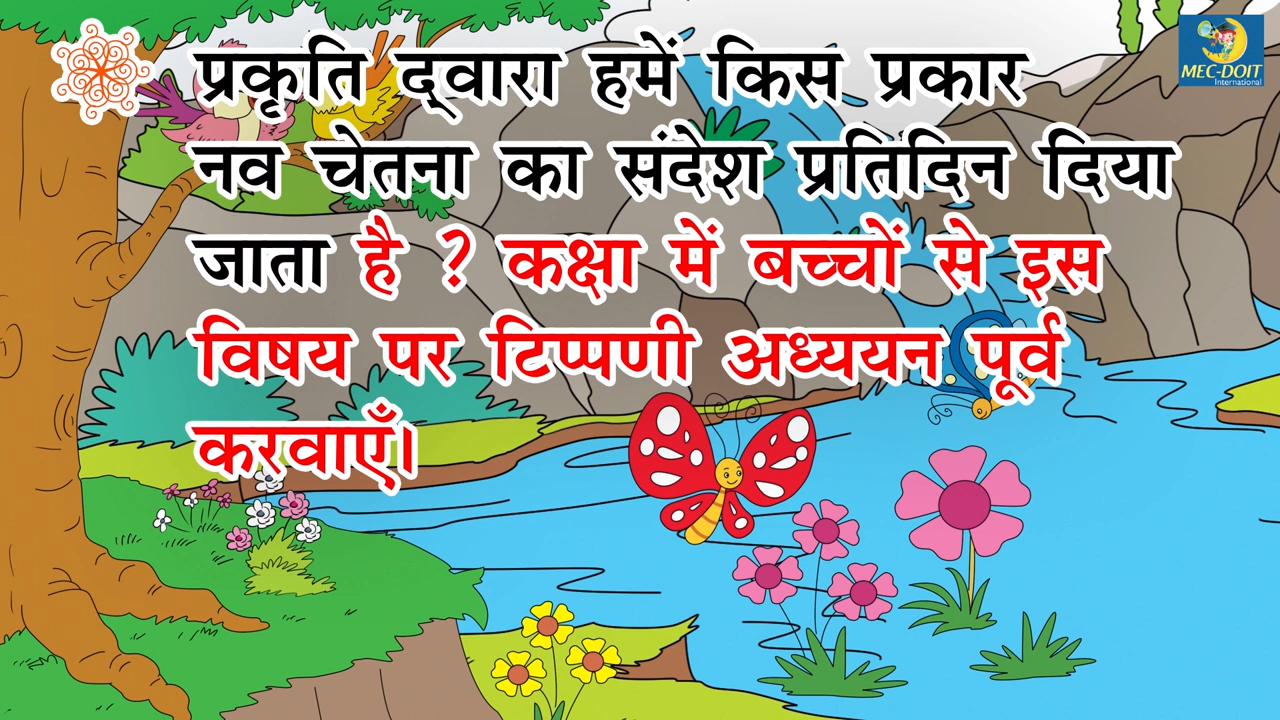 प्रकृति द्वारा हमें किस प्रकार
नव चेतना का संदेश प्रतिदिन दिया
जाता है ? कक्षा में बच्चों से इस
विषय पर टिप्पणी अध्ययन पूर्व
करवाएँ।
MEC-DOIT
International